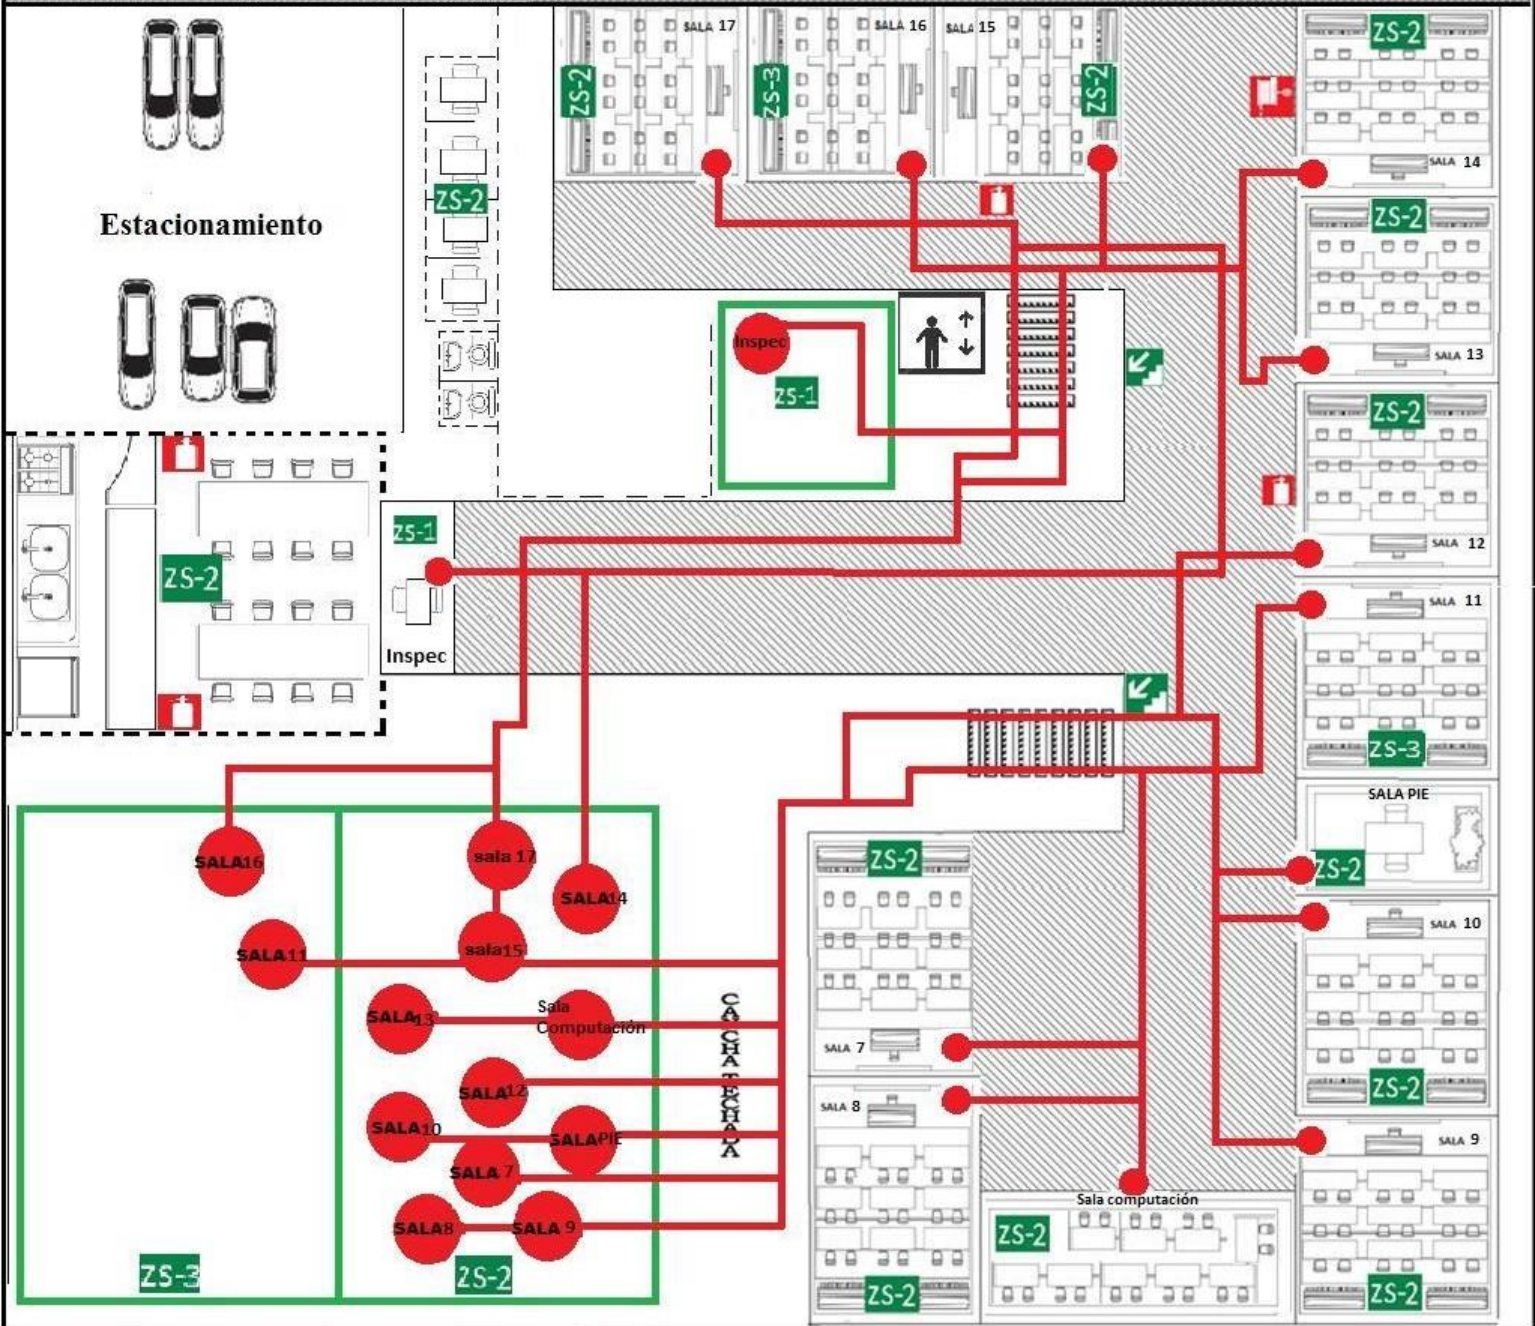 SALA 17
SALA 16
SALA 15
ZS-2
ZS-3
ZS-2
ZS-2
SALA 14
ZS-2
Estacionamiento
ZS-2
SALA 13
Inspec
ZS-1
ZS-2
SALA 12
ZS-1
Inspec
ZS-2
SALA 11
ZS-3
SALA PIE
ZS-2
SALA 10
ZS-2
SALA 9
ZS-2
ZS-2
SALA 7
SALA 8
ZS-2
Sala computación
ZS-2
SALA16
sala 17
SALA14
SALA11
sala15
SALA 13
Sala
Computación
SALA12
SALA10
SALAPIE
SALA 7
SALA8
SALA 9
CANCHA TECHADA
ZS-3
ZS-2